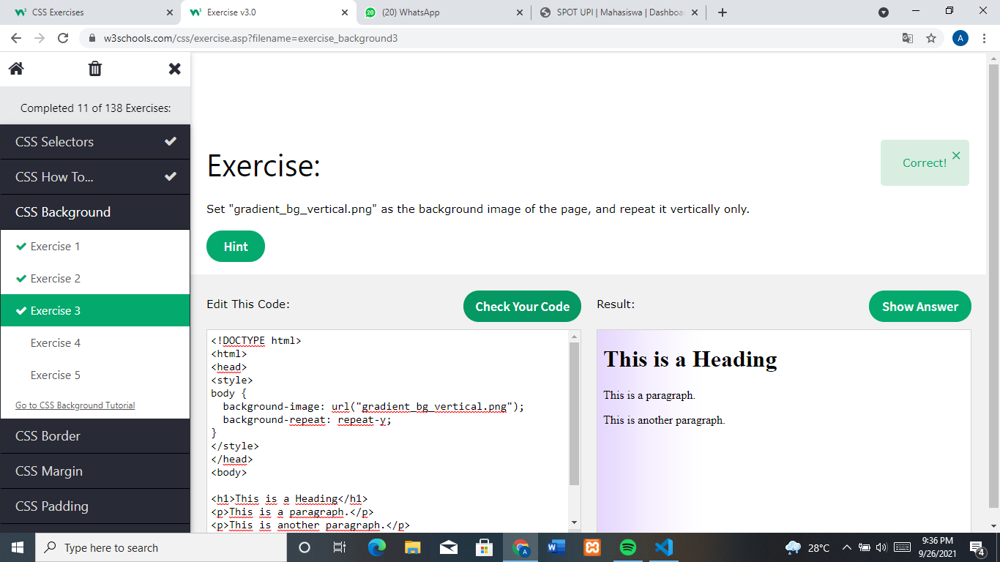 CSS Exercises
Exercise v3.0
(20) WhatsApp
SPOT UPI | Mahasiswa | Dashboa
w3schools.com/css/exercise.asp?filename=exercise_background3
A
Completed 11 of 138 Exercises:
CSS Selectors
CSS How To...
CSS Background
Exercise 1
Exercise 2
Exercise 3
Exercise 4
Exercise 5
Go to CSS Background Tutorial
CSS Border
CSS Margin
CSS Padding
Exercise:
Correct!
Set "gradient_bg_vertical.png" as the background image of the page, and repeat it vertically only.
Hint
Edit This Code:
Check Your Code
<!DOCTYPE html>
<html>
<head>
<style>
body {
  background-image: url("gradient_bg_vertical.png");
  background-repeat: repeat-y;
}
</style>
</head>
<body>
<h1>This is a Heading</h1>
<p>This is a paragraph.</p>
<p>This is another paragraph.</p>
Result:
Show Answer
This is a Heading
This is a paragraph.
This is another paragraph.
Type here to search
28°C
9:36 PM
9/26/2021
4